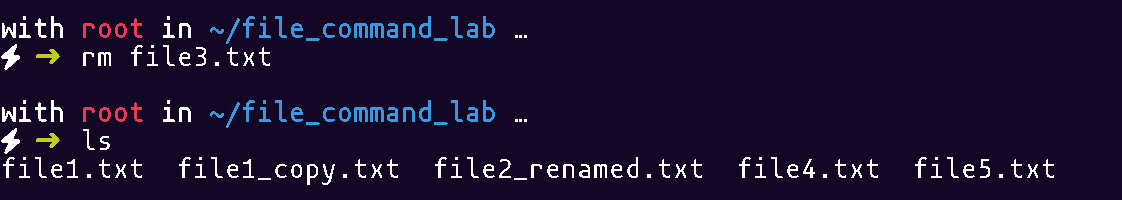 with root in ~/file_command_lab …
⚡ ➜ rm file3.txt
with root in ~/file_command_lab …
⚡ ➜ ls
file1.txt  file1_copy.txt  file2_renamed.txt  file4.txt  file5.txt